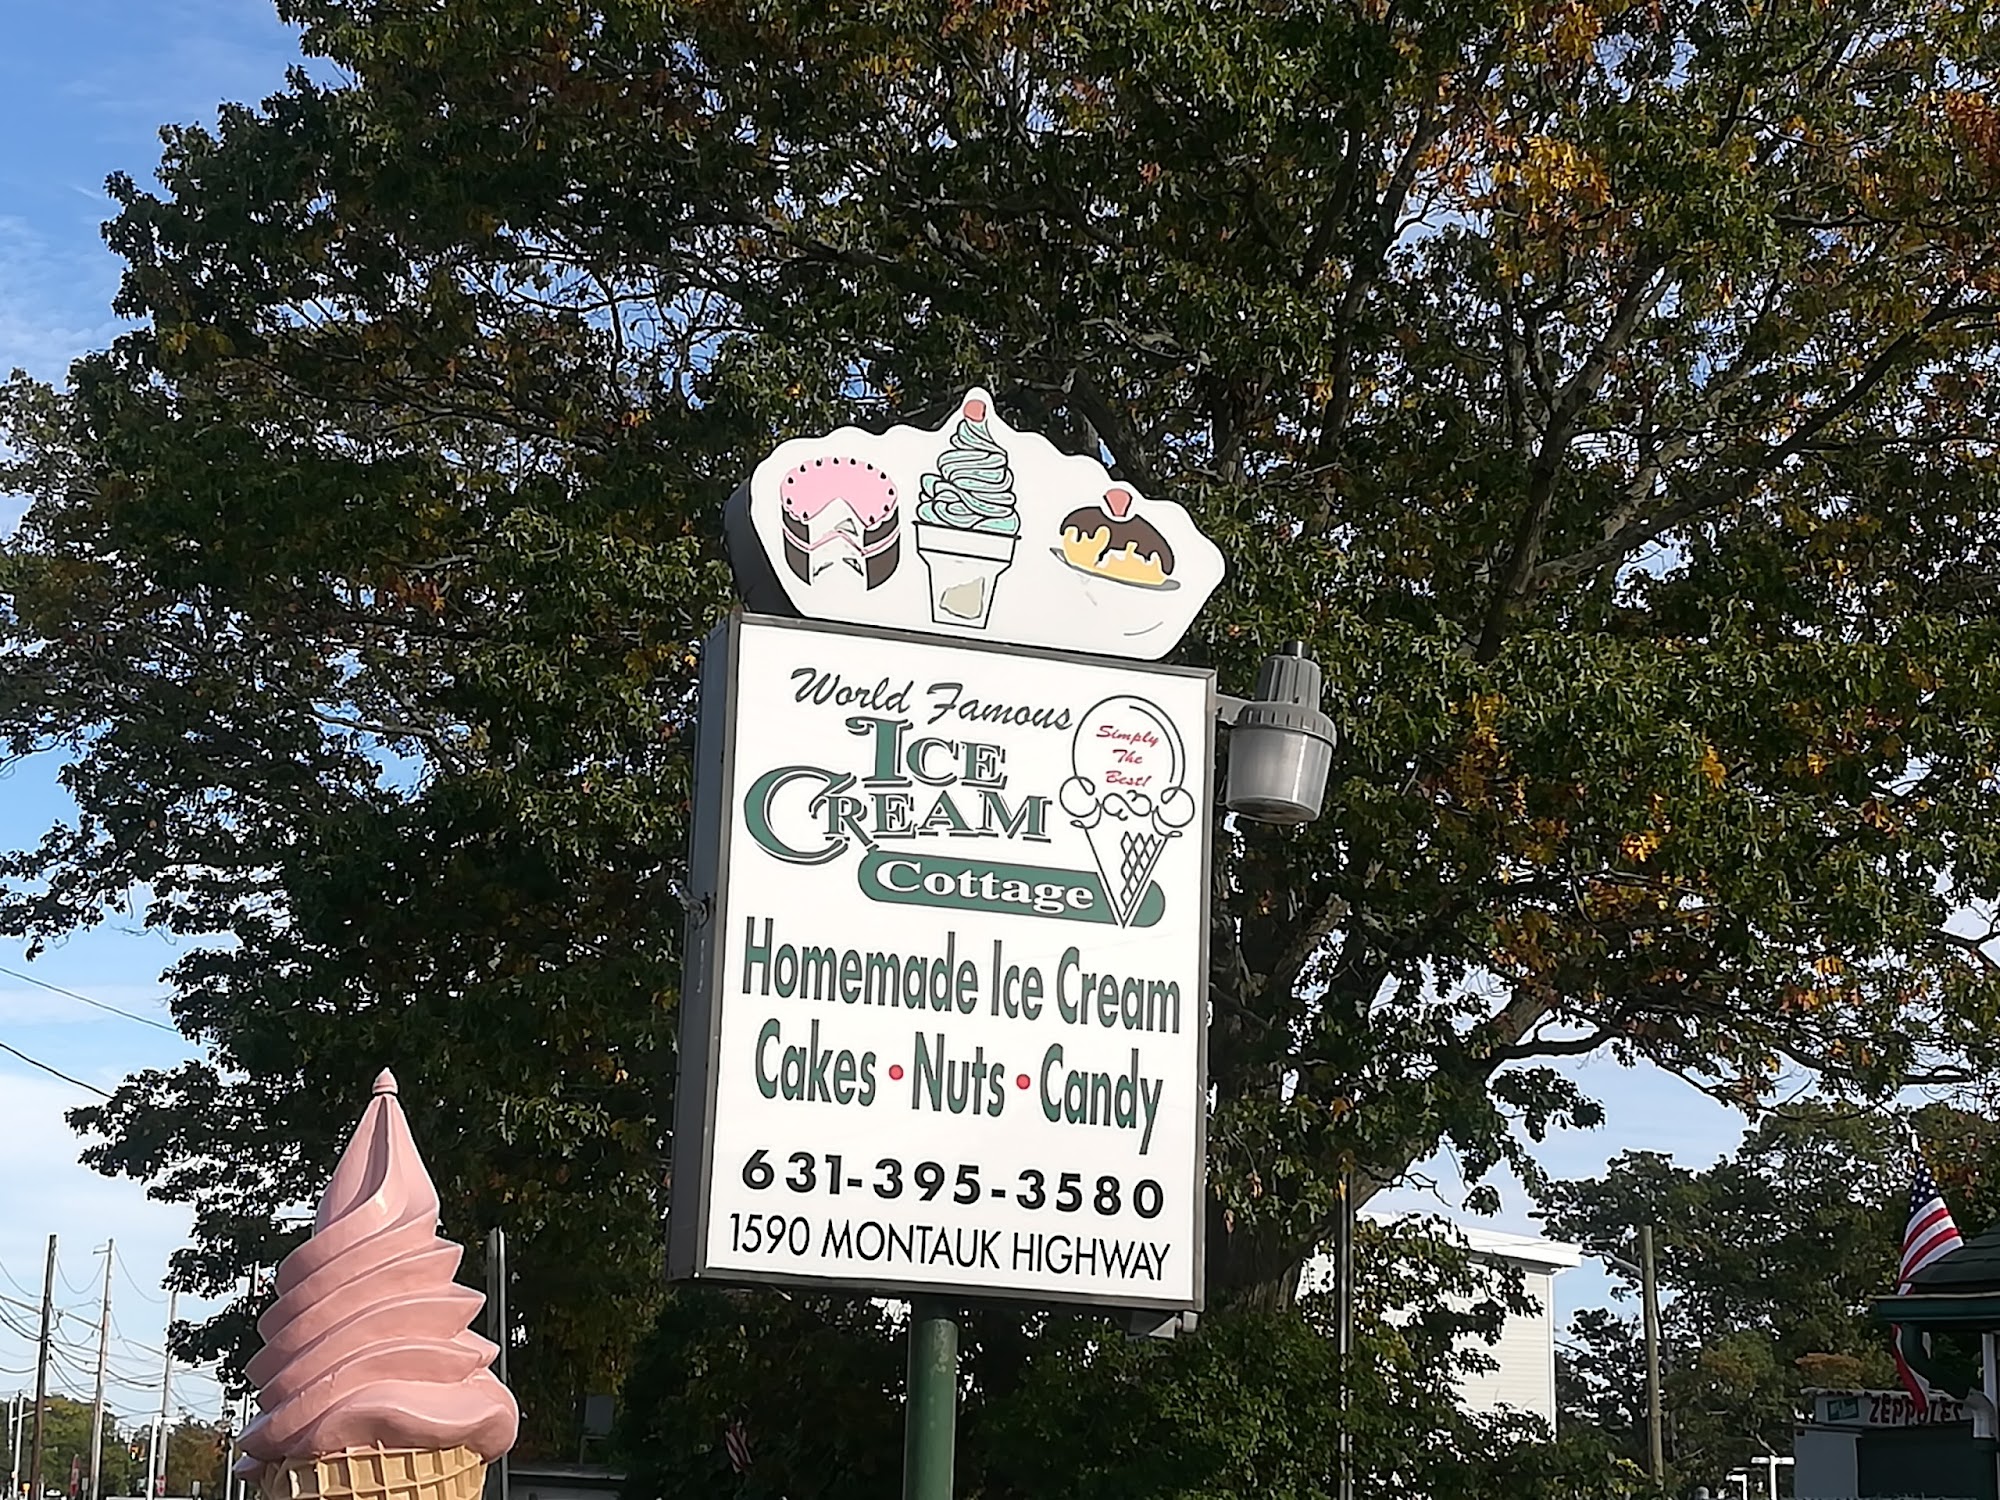 World Famous
ICE
CREAM
Cottage
Simply
The
Best!
Homemade Ice Cream
Cakes • Nuts • Candy
631-395-3580
1590 MONTAUK HIGHWAY
ZEPPOLES